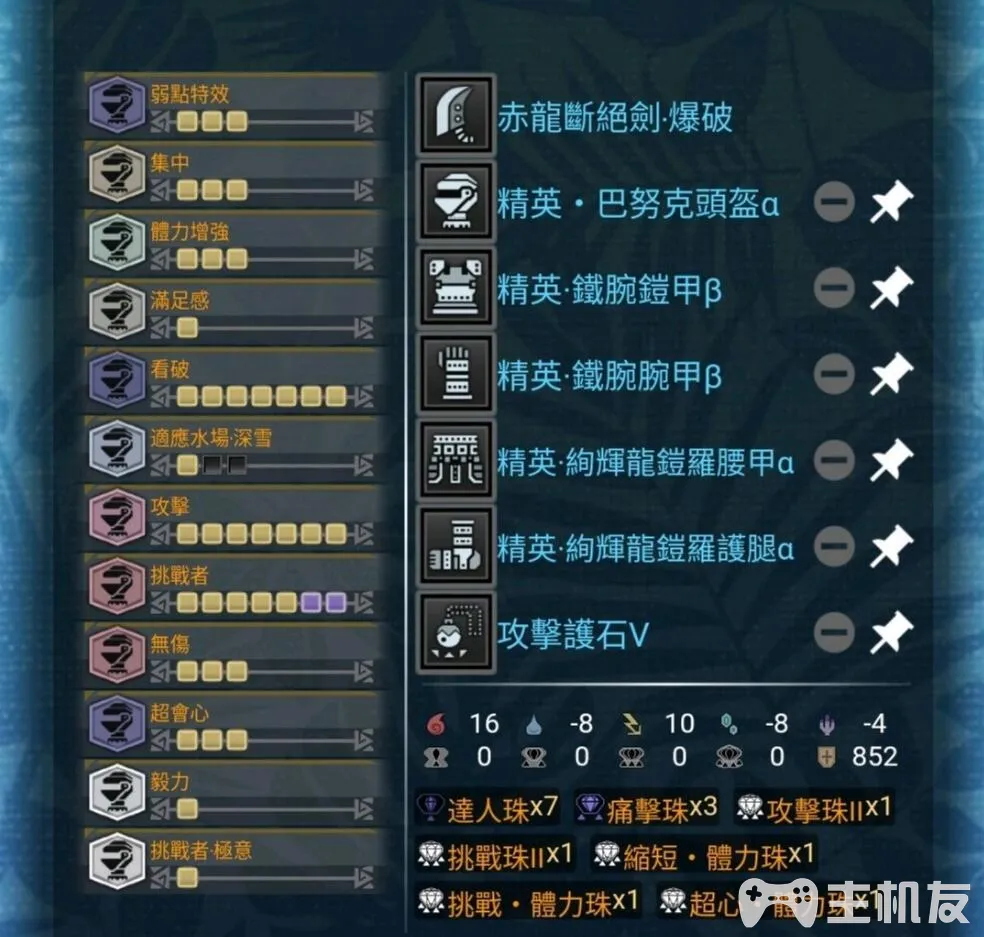 弱點特效
集中
體力增強
滿足感
看破
適應水場·深雪
攻擊
挑戰者
無傷
超會心
毅力
挑戰者·極意
赤龍斷絕劍·爆破
精英·巴努克頭盔α
精英·鐵腕鎧甲β
精英·鐵腕腕甲β
精英·絢輝龍鎧羅腰甲α
精英·絢輝龍鎧羅護腿α
攻擊護石V
16 -8 10 -8 -4
0 0 0 0 852
達人珠x7 痛擊珠x3 攻擊珠II x1
挑戰珠II x1 縮短·體力珠x1
挑戰·體力珠x1 超心·體力珠x1
主机友